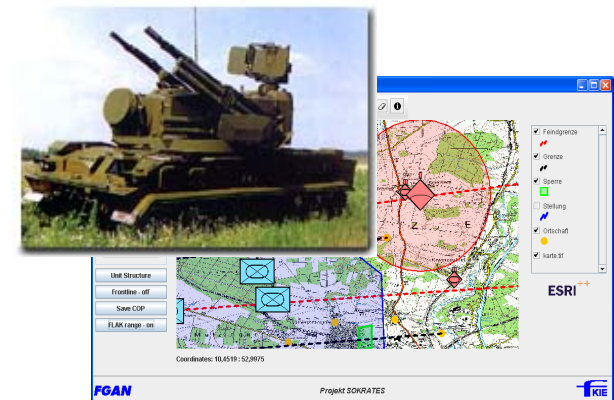 Feindgrenze
Grenze
Sperre
Stellung
Ortschaft
karte.tif
Z E
ESRI++
Unit Structure
Frontline - off
Save COP
FLAK range - on
Coordinates: 10,4519 : 52,9975
FGAN
Projekt SOKRATES
FKIE